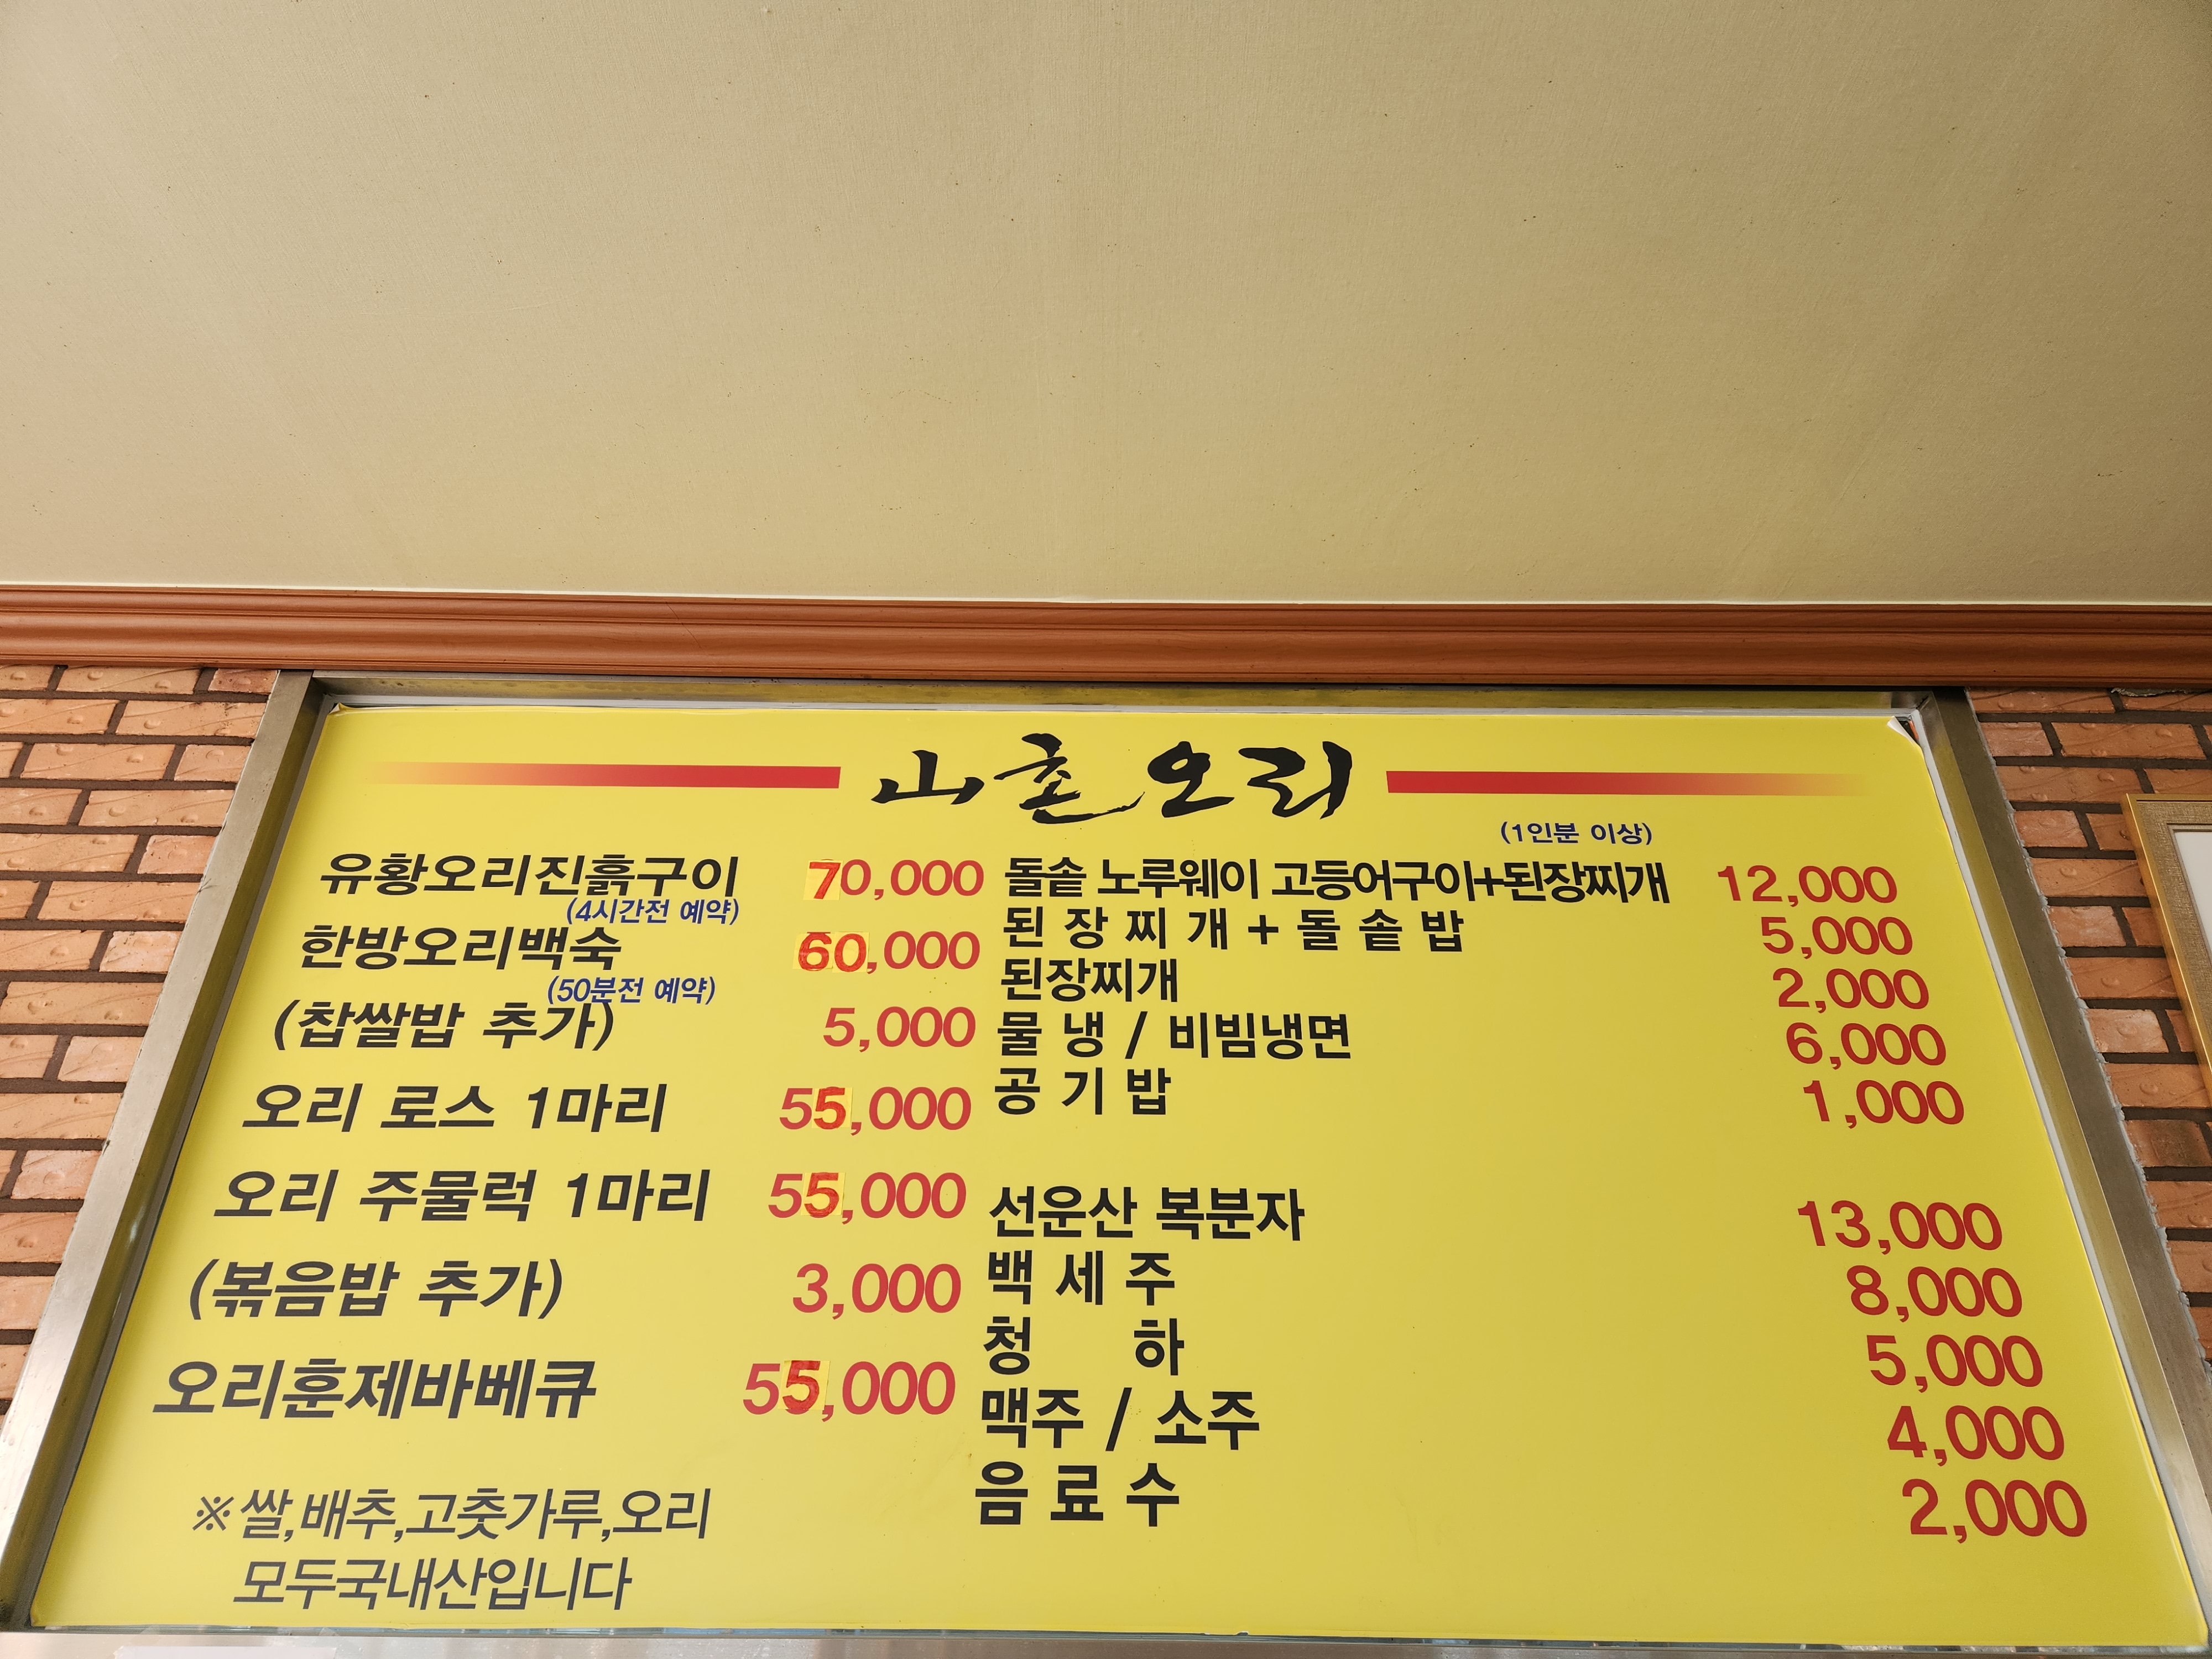 山촌오리
유황오리진흙구이 70,000
(4시간전 예약)
한방오리백숙 60,000
(50분전 예약)
(찹쌀밥 추가) 5,000
오리 로스 1마리 55,000
오리 주물럭 1마리 55,000
(볶음밥 추가) 3,000
오리훈제바베큐 55,000
※쌀,배추,고춧가루,오리
모두국내산입니다
(1인분 이상)
돌솥 노루웨이 고등어구이+된장찌개 12,000
된장찌개+돌솥밥 5,000
된장찌개 2,000
물냉/비빔냉면 6,000
공기밥 1,000
선운산 복분자 13,000
백세주 8,000
청하 5,000
맥주/소주 4,000
음료수 2,000